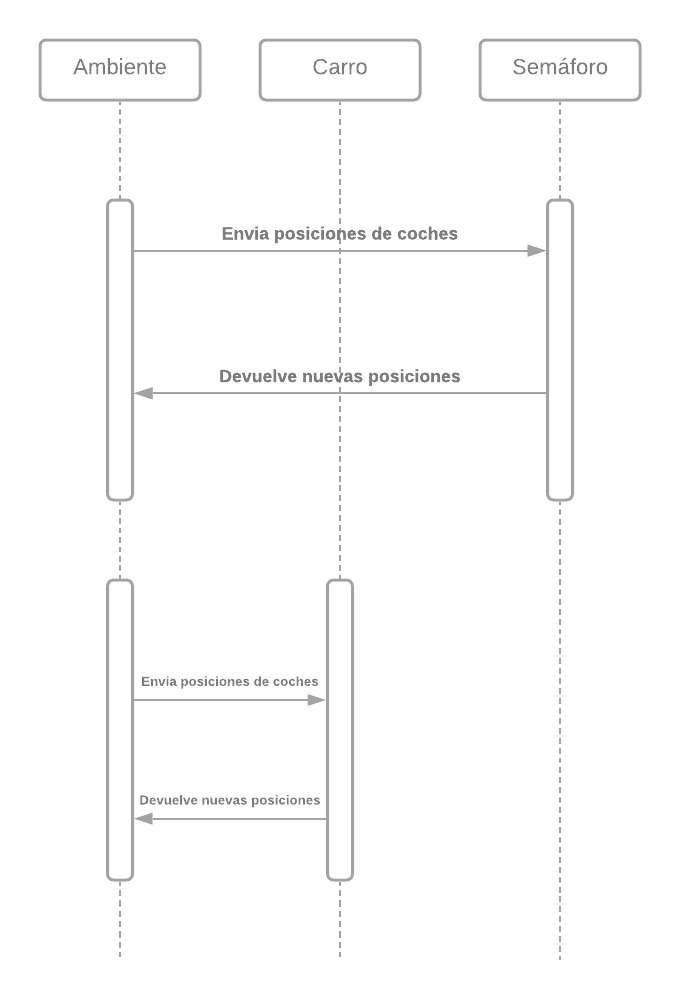 Ambiente
Carro
Semáforo
Envia posiciones de coches
Devuelve nuevas posiciones
Envia posiciones de coches
Devuelve nuevas posiciones